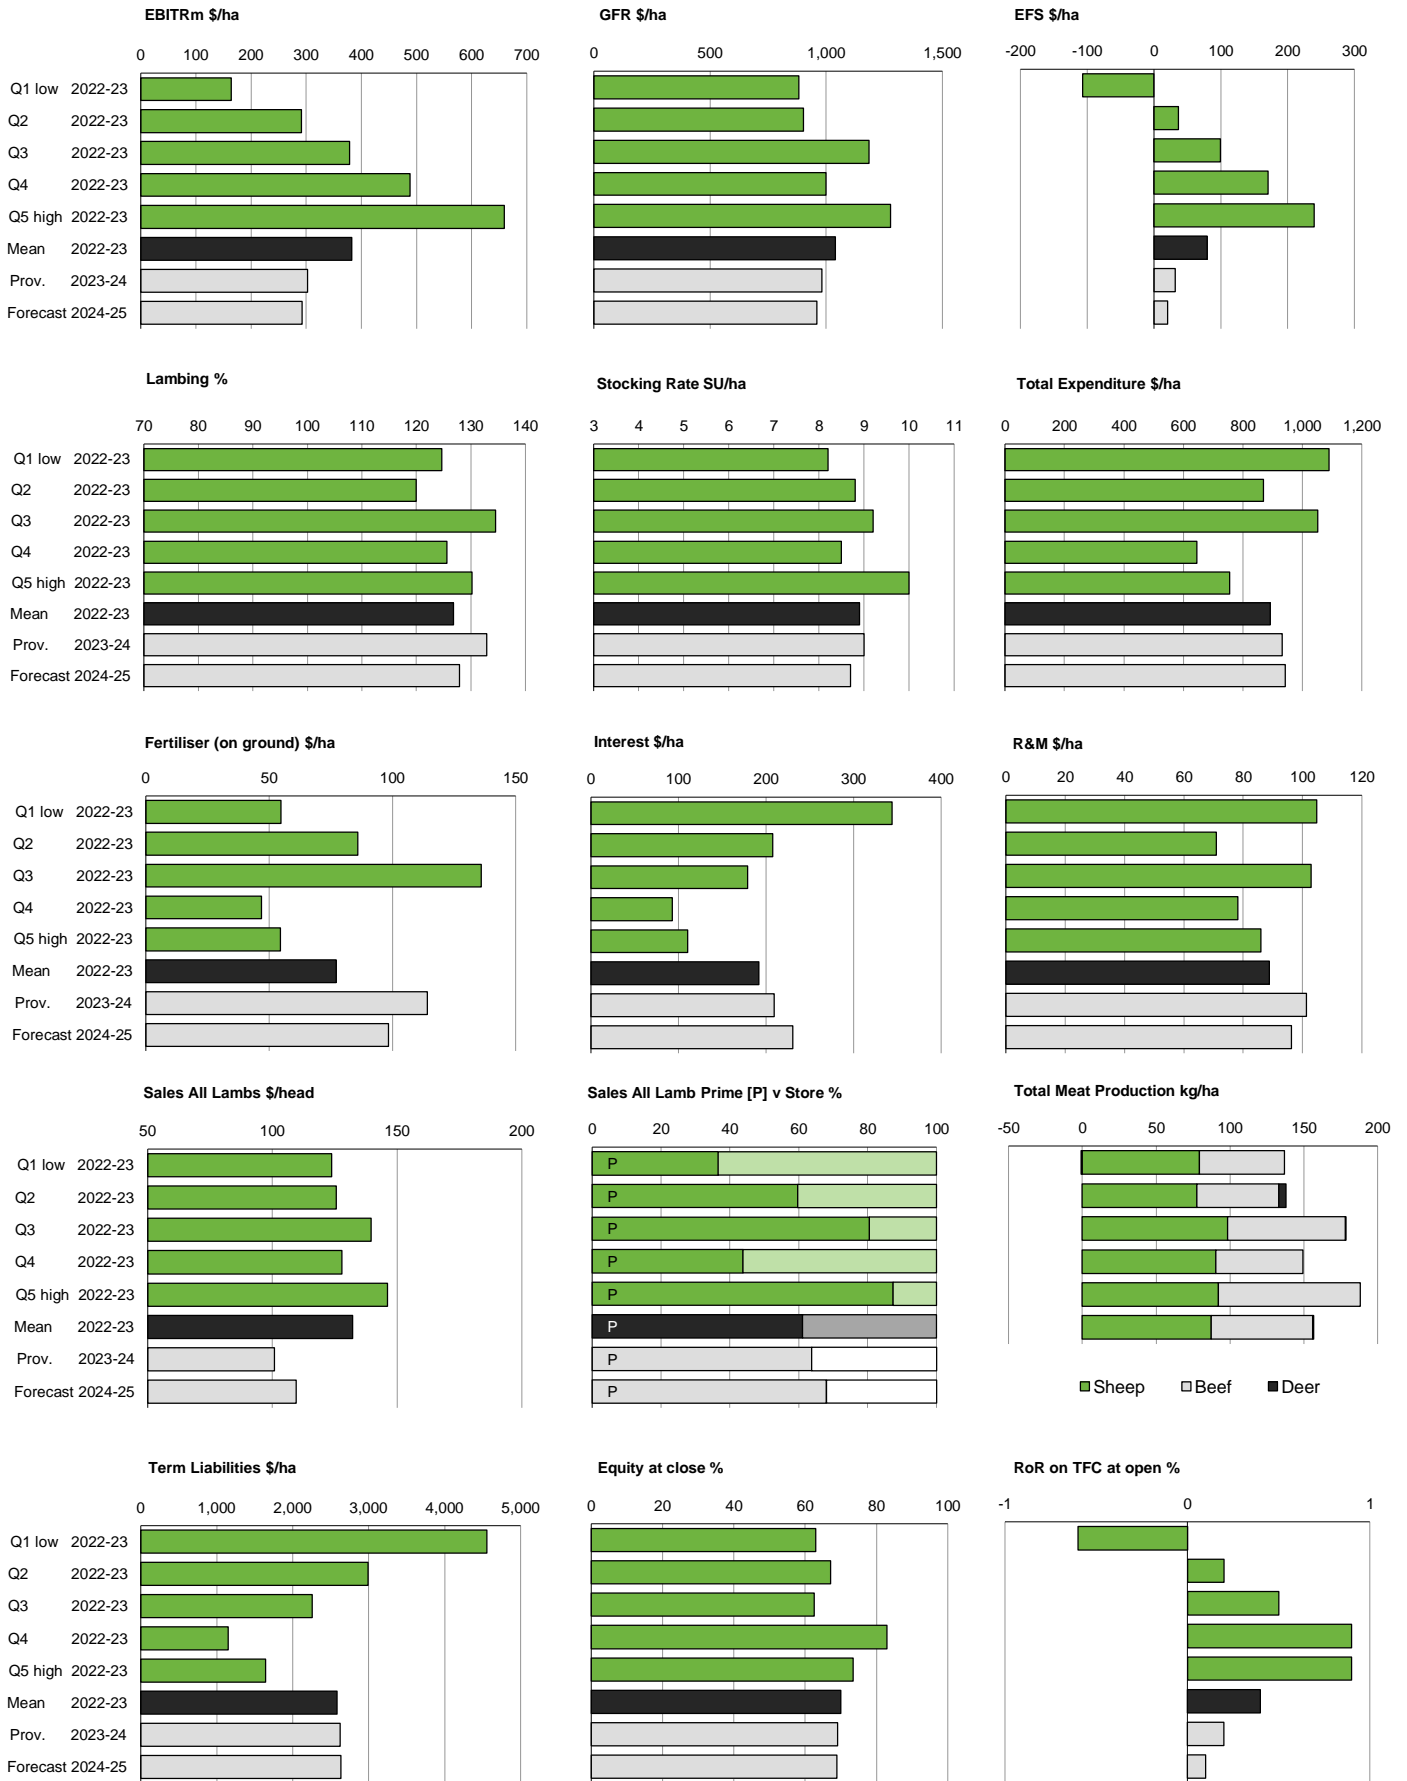 EBITRm $/ha
GFR $/ha
EFS $/ha
0 100 200 300 400 500 600 700
0 500 1,000 1,500
-200 -100 0 100 200 300
Q1 low 2022-23
Q2 2022-23
Q3 2022-23
Q4 2022-23
Q5 high 2022-23
Mean 2022-23
Prov. 2023-24
Forecast 2024-25
Lambing %
Stocking Rate SU/ha
Total Expenditure $/ha
70 80 90 100 110 120 130 140
3 4 5 6 7 8 9 10 11
0 200 400 600 800 1,000 1,200
Q1 low 2022-23
Q2 2022-23
Q3 2022-23
Q4 2022-23
Q5 high 2022-23
Mean 2022-23
Prov. 2023-24
Forecast 2024-25
Fertiliser (on ground) $/ha
Interest $/ha
R&M $/ha
0 50 100 150
0 100 200 300 400
0 20 40 60 80 100 120
Q1 low 2022-23
Q2 2022-23
Q3 2022-23
Q4 2022-23
Q5 high 2022-23
Mean 2022-23
Prov. 2023-24
Forecast 2024-25
Sales All Lambs $/head
Sales All Lamb Prime [P] v Store %
Total Meat Production kg/ha
50 100 150 200
0 20 40 60 80 100
-50 0 50 100 150 200
Q1 low 2022-23
P
Q2 2022-23
P
Q3 2022-23
P
Q4 2022-23
P
Q5 high 2022-23
P
Mean 2022-23
P
Prov. 2023-24
P
Forecast 2024-25
P
Sheep Beef Deer
Term Liabilities $/ha
Equity at close %
RoR on TFC at open %
0 1,000 2,000 3,000 4,000 5,000
0 20 40 60 80 100
-1 0 1
Q1 low 2022-23
Q2 2022-23
Q3 2022-23
Q4 2022-23
Q5 high 2022-23
Mean 2022-23
Prov. 2023-24
Forecast 2024-25